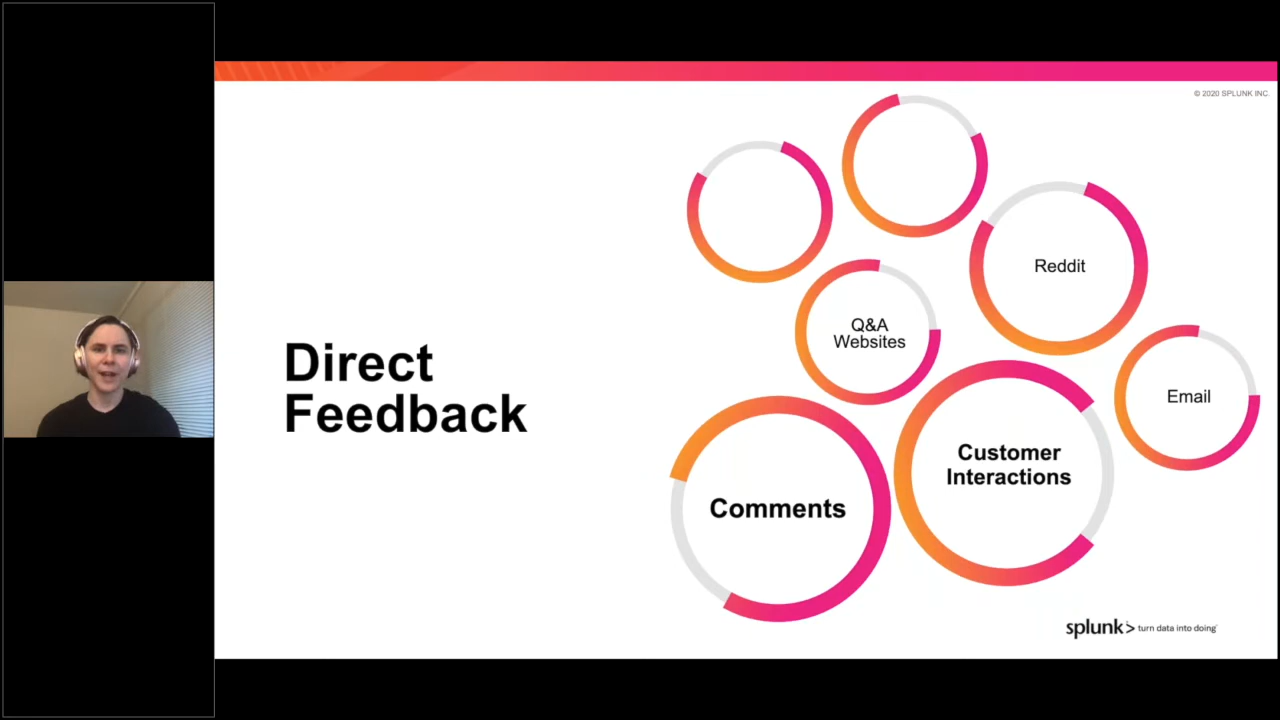 © 2020 SPLUNK INC.
Direct
Feedback
Reddit
Q&A
Websites
Email
Customer
Interactions
Comments
splunk> turn data into doing